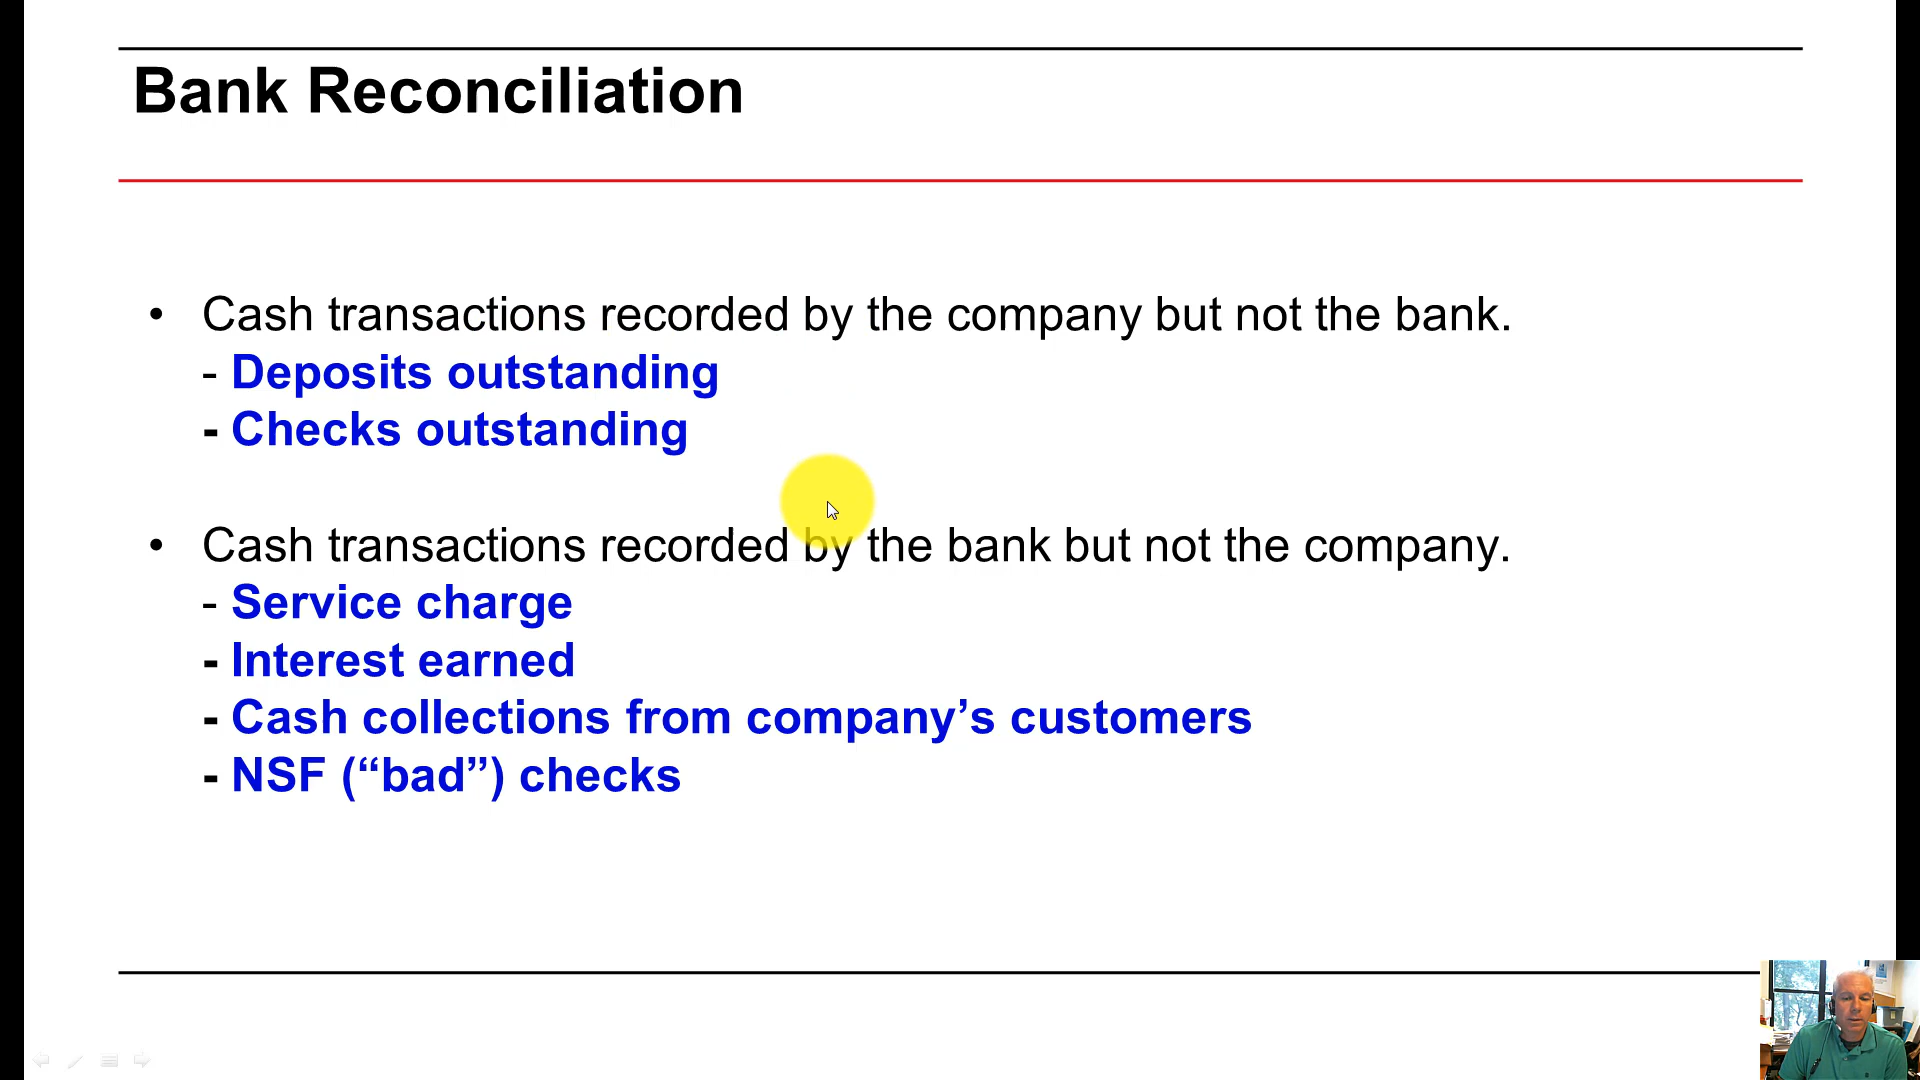 Bank Reconciliation
• Cash transactions recorded by the company but not the bank.
- Deposits outstanding
- Checks outstanding
• Cash transactions recorded by the bank but not the company.
- Service charge
- Interest earned
- Cash collections from company’s customers
- NSF (“bad”) checks